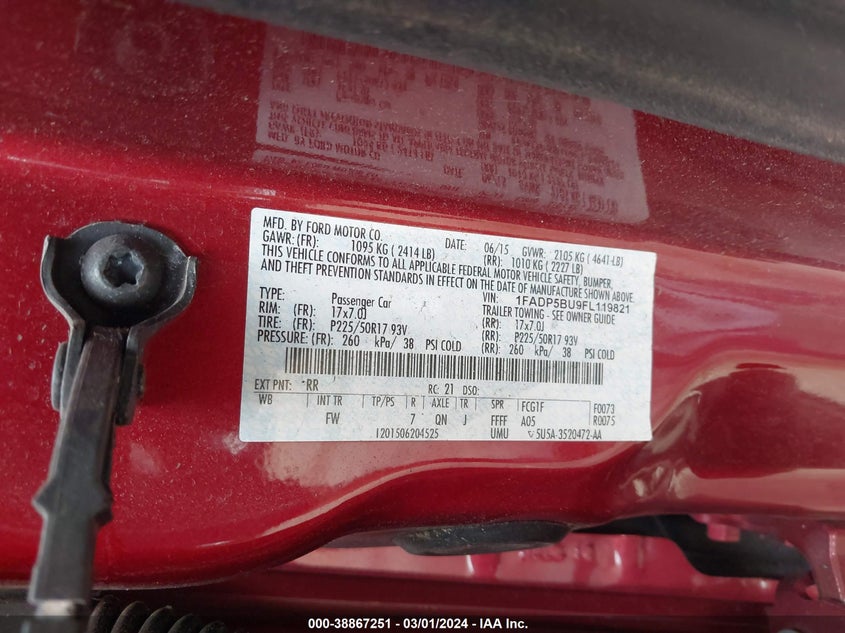 MFD. BY FORD MOTOR CO.
DATE: 06/15 GVWR: 2105 KG ( 4641 LB)
GAWR: (FR): 1095 KG ( 2414 LB) (RR): 1010 KG ( 2227 LB)
THIS VEHICLE CONFORMS TO ALL APPLICABLE FEDERAL MOTOR VEHICLE SAFETY, BUMPER,
AND THEFT PREVENTION STANDARDS IN EFFECT ON THE DATE OF MANUFACTURE SHOWN ABOVE.
VIN: 1FADP5BU9FL119821
TYPE: Passenger Car TRAILER TOWING - SEE OWNER GUIDE
RIM: (FR): 17x7.0J (RR): 17x7.0J
TIRE: (FR): P225/50R17 93V (RR): P225/50R17 93V
PRESSURE: (FR): 260 kPa/ 38 PSI COLD (RR): 260 kPa/ 38 PSI COLD
EXT PNT: RR RC: 21 DSO:
WB INT TR TP/PS R AXLE TR SPR FCG1F F0073
FW 7 QN J FFFF A05 R0075
1201506204525 UMU 5U5A-3520472-AA
000-38867251 - 03/01/2024 - IAA Inc.